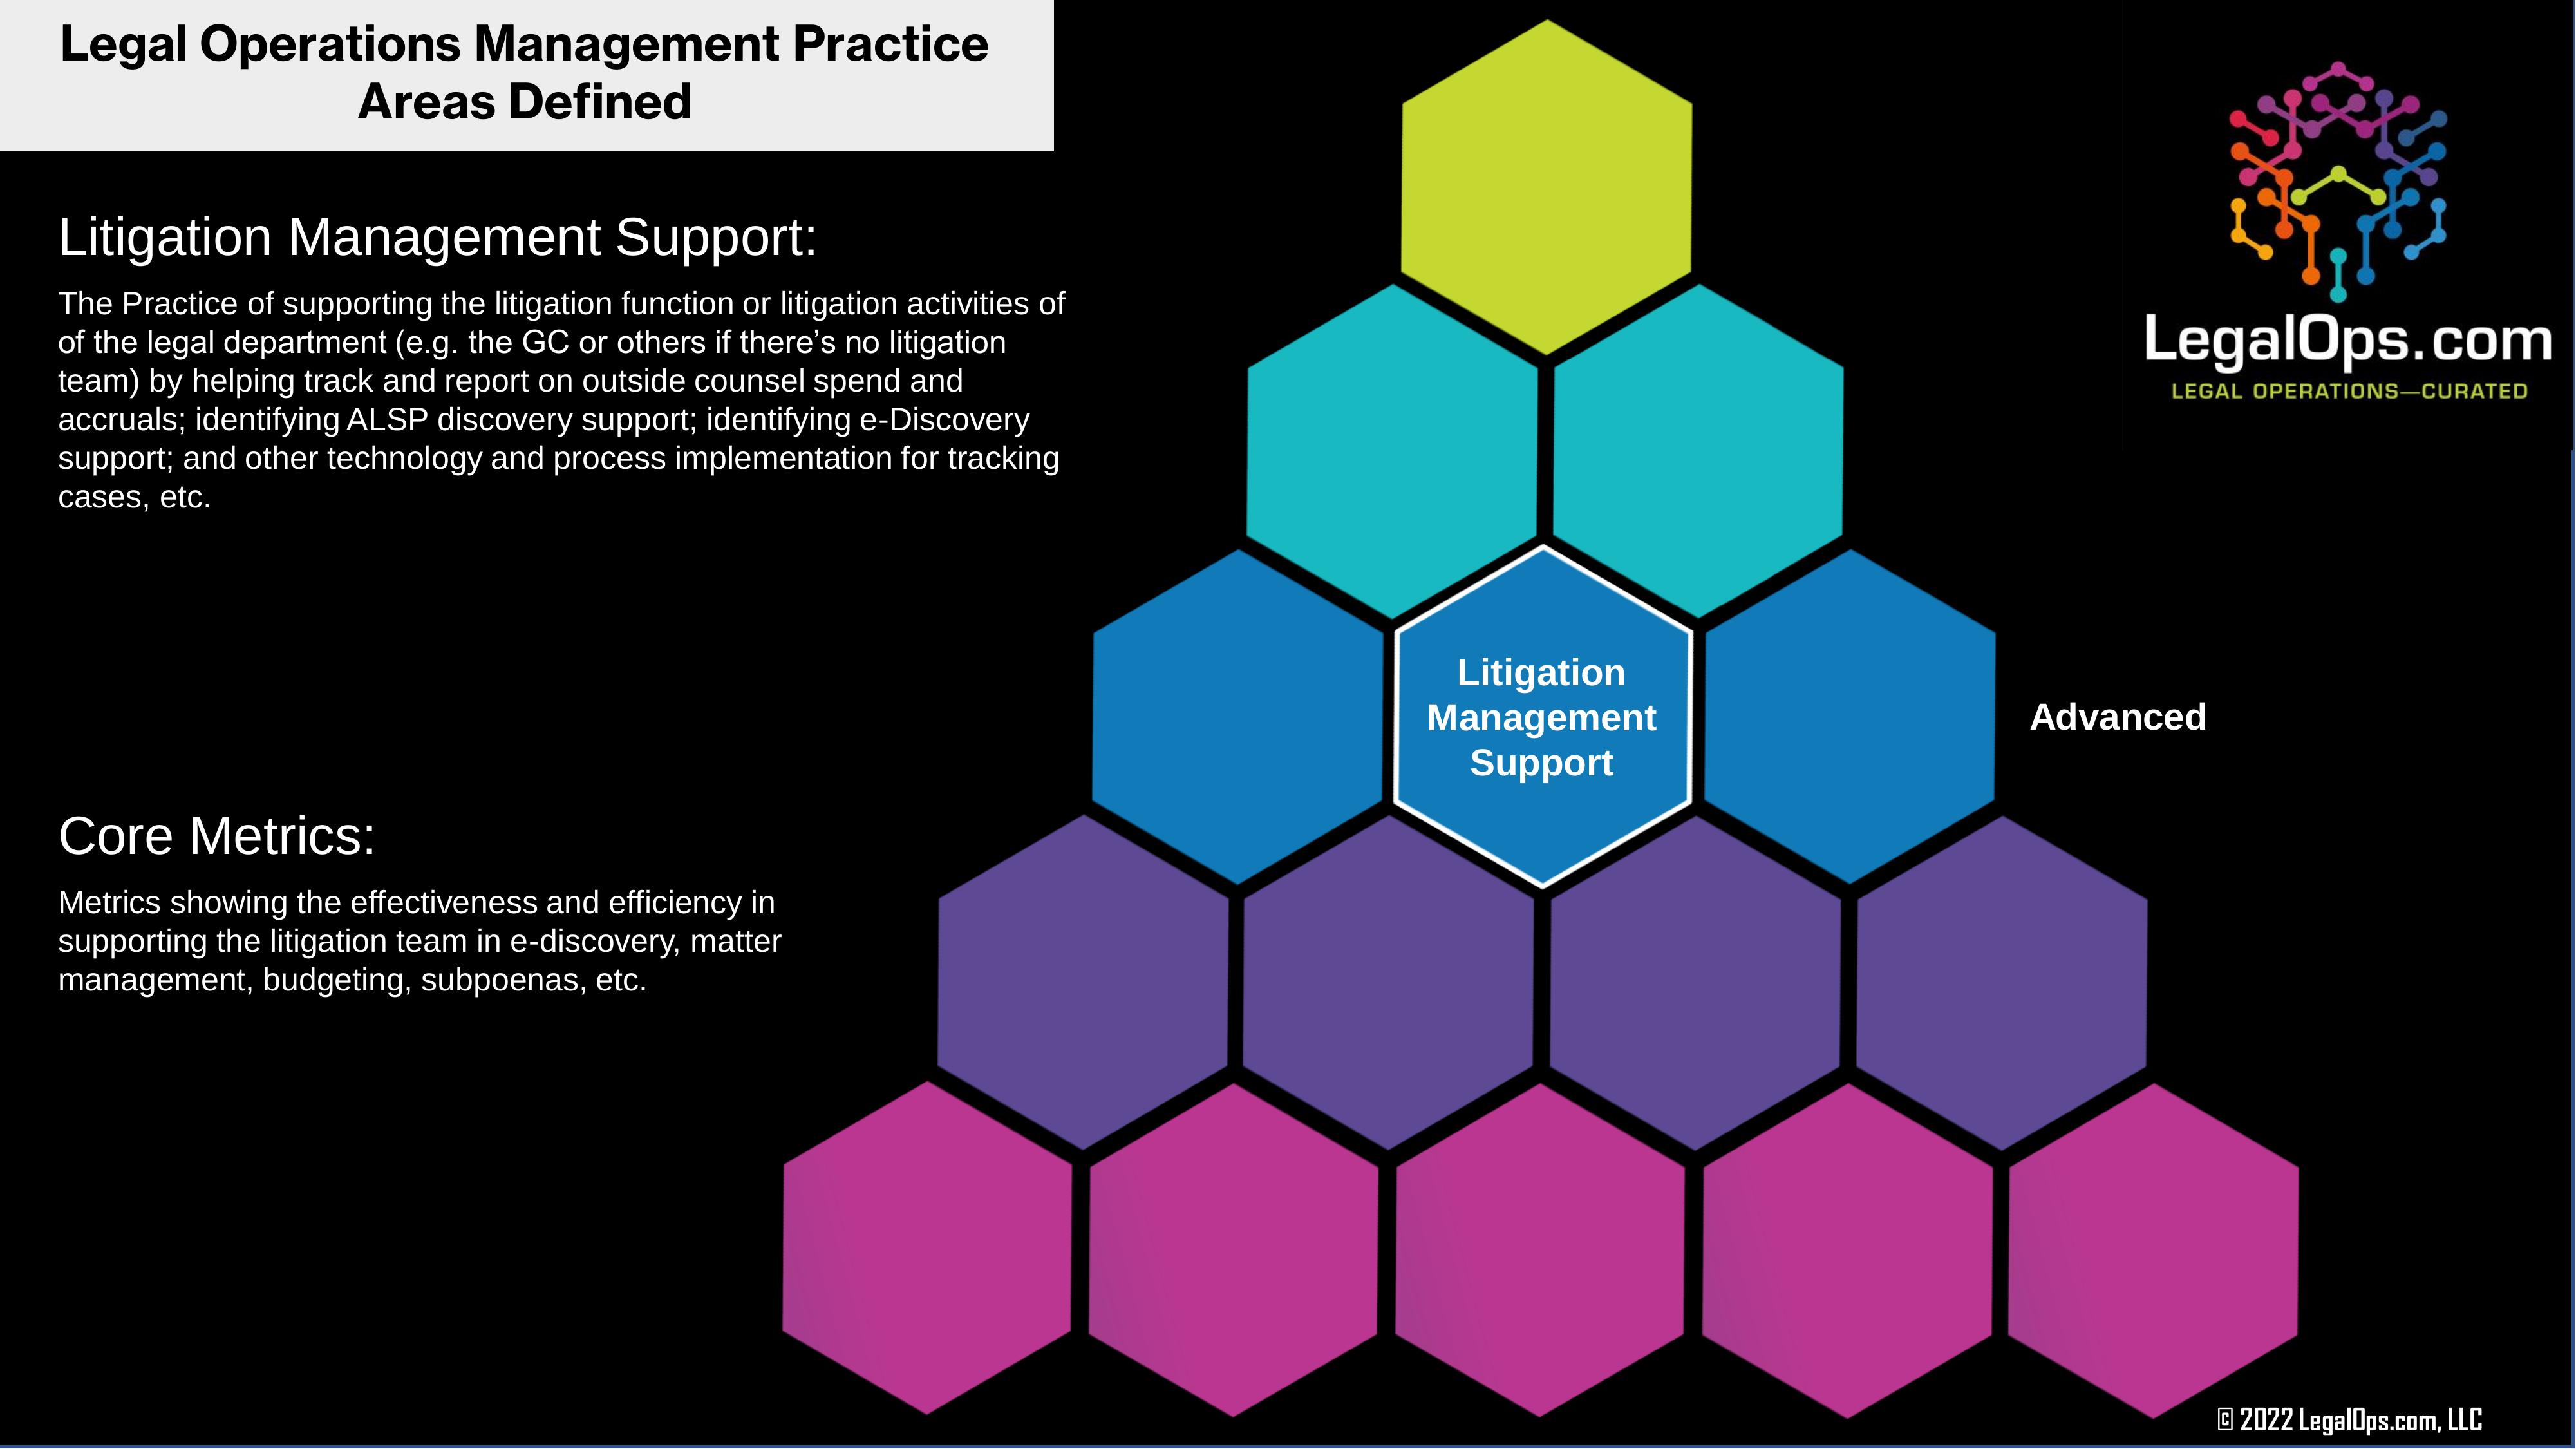 Legal Operations Management Practice
Areas Defined
LegalOps.com
LEGAL OPERATIONS—CURATED
Litigation Management Support:
The Practice of supporting the litigation function or litigation activities of
of the legal department (e.g. the GC or others if there’s no litigation
team) by helping track and report on outside counsel spend and
accruals; identifying ALSP discovery support; identifying e-Discovery
support; and other technology and process implementation for tracking
cases, etc.
Litigation
Management
Support
Advanced
Core Metrics:
Metrics showing the effectiveness and efficiency in
supporting the litigation team in e-discovery, matter
management, budgeting, subpoenas, etc.
© 2022 LegalOps.com, LLC